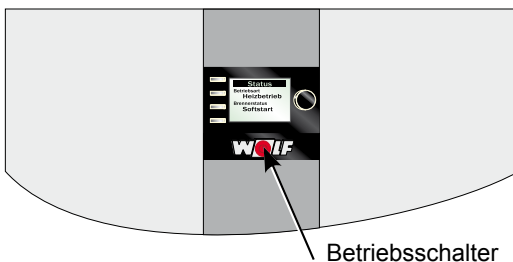 Status
Betriebsart
Heizbetrieb
Brennerstatus
Softstart
WOLF
Betriebsschalter